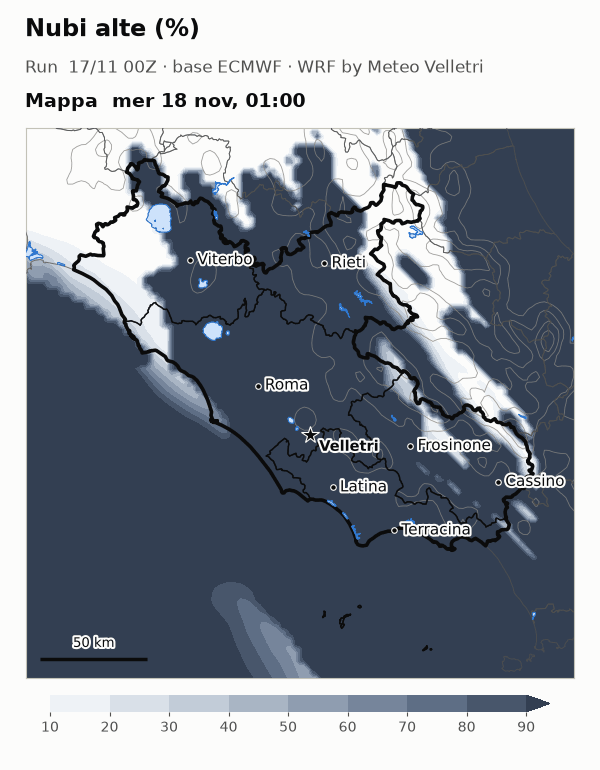 Nubi alte (%)
Run  17/11 00Z · base ECMWF · WRF by Meteo Velletri
Mappa  mer 18 nov, 01:00
Viterbo
Rieti
Roma
Velletri
Frosinone
Cassino
Latina
Terracina
50 km
10 20 30 40 50 60 70 80 90